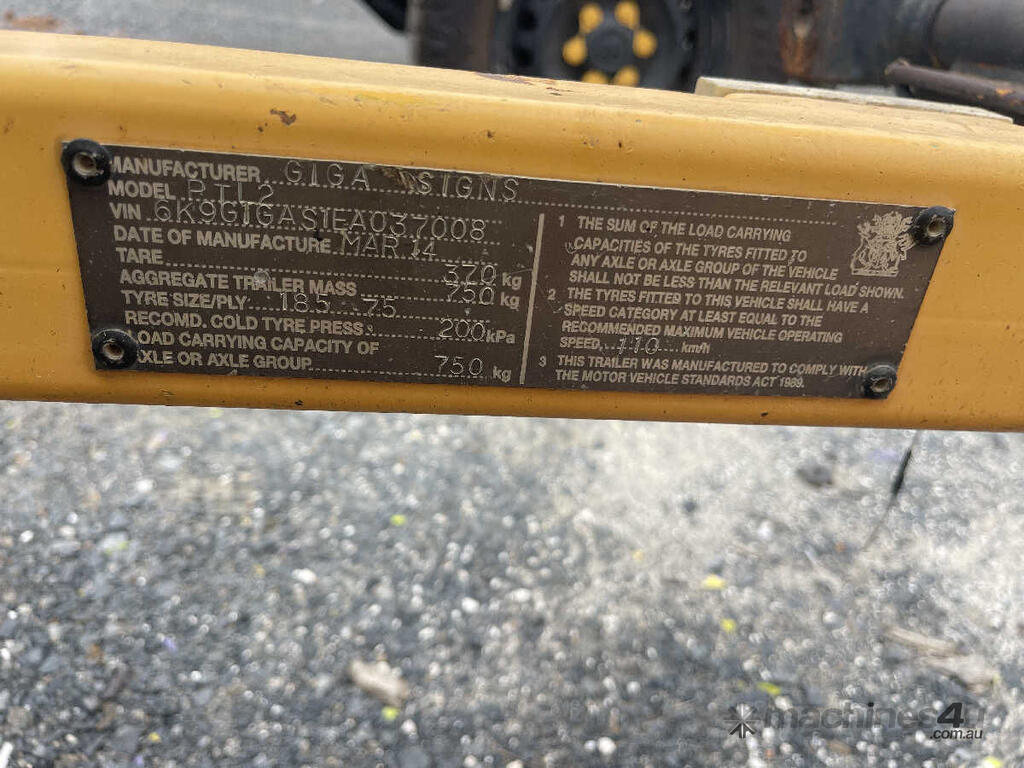 MANUFACTURER GIGA SIGNS
MODEL PTL2
VIN 6K9G1GAS1EA037008
DATE OF MANUFACTURE MAR 14
TARE 370 kg
AGGREGATE TRAILER MASS 750 kg
TYRE SIZE/PLY 185 75
RECOMD. COLD TYRE PRESS 200 kPa
LOAD CARRYING CAPACITY OF
AXLE OR AXLE GROUP 750 kg
1 THE SUM OF THE LOAD CARRYING
CAPACITIES OF THE TYRES FITTED TO
ANY AXLE OR AXLE GROUP OF THE VEHICLE
SHALL NOT BE LESS THAN THE RELEVANT LOAD SHOWN.
2 THE TYRES FITTED TO THIS VEHICLE SHALL HAVE A
SPEED CATEGORY AT LEAST EQUAL TO THE
RECOMMENDED MAXIMUM VEHICLE OPERATING
SPEED, 110 km/h
3 THIS TRAILER WAS MANUFACTURED TO COMPLY WITH
THE MOTOR VEHICLE STANDARDS ACT 1989.
machines4u
.com.au